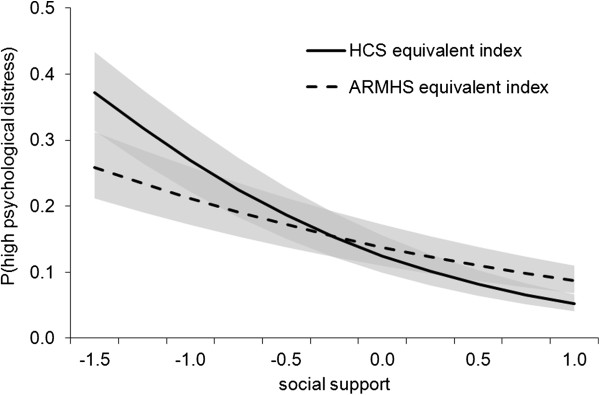 0.5
HCS equivalent index
ARMHS equivalent index
0.4
0.3
0.2
0.1
0.0
P(high psychological distress)
-1.5 -1.0 -0.5 0.0 0.5 1.0
social support